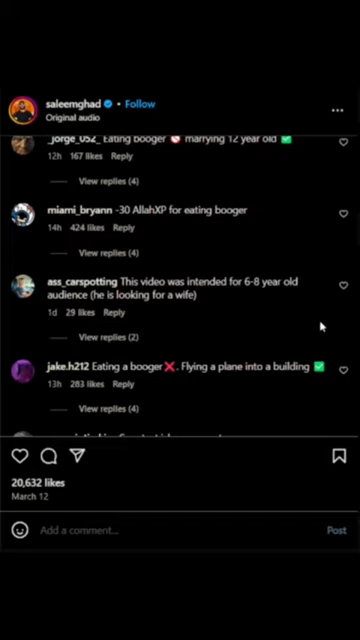 saleemghad • Follow
Original audio
_jorge_052_ Eating booger 🚫 marrying 12 year old ✅
12h 167 likes Reply
View replies (4)
miami_bryann -30 AllahXP for eating booger
14h 424 likes Reply
View replies (4)
ass_carspotting This video was intended for 6-8 year old
audience (he is looking for a wife)
1d 29 likes Reply
View replies (2)
jake.h212 Eating a booger❌. Flying a plane into a building ✅
13h 283 likes Reply
View replies (4)
20,632 likes
March 12
Add a comment...
Post